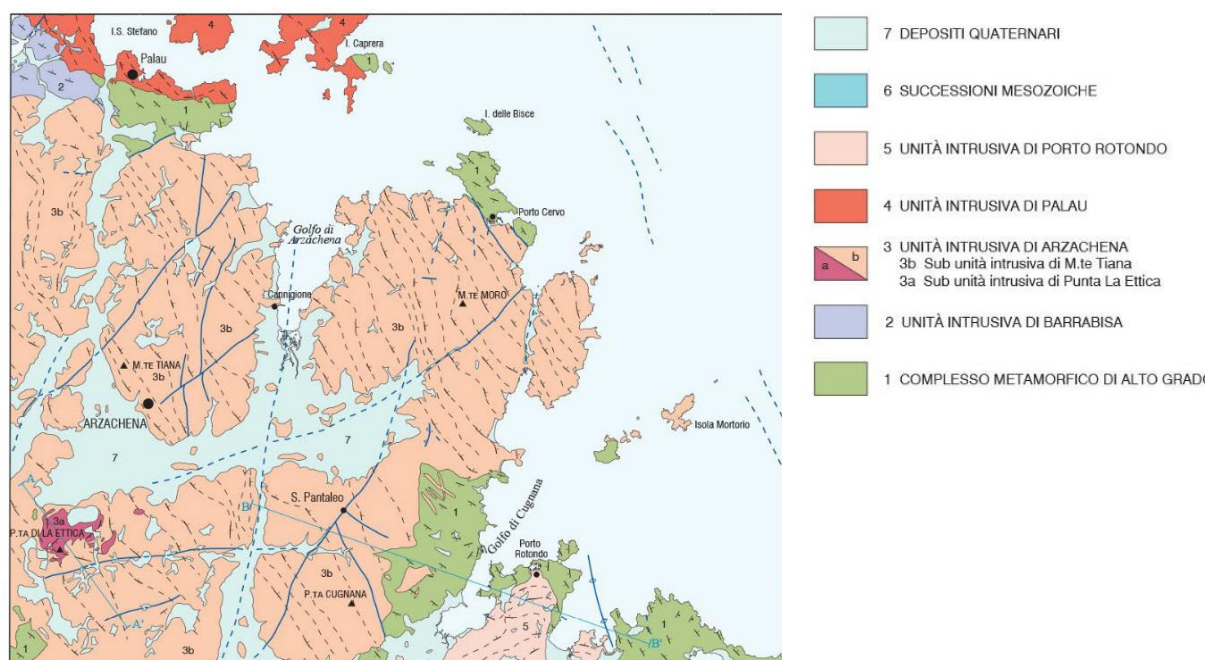 4
4
I.S. Stefano
I. Caprera
1
Palau
2
1
I. delle Bisce
1
3b
Porto Cervo
Golfo di
Arzachena
Cannigione
M.TE MORO
3b
3b
M.TE TIANA
3b
ARZACHENA
Isola Mortorio
7
7
A
S. Pantaleo
B
Golfo di Cugnana
1
3a
P.TA DI LA ETTICA
Porto
Rotondo
3b
P.TA CUGNANA
A'
5
1
B'
1
3b
7 DEPOSITI QUATERNARI
6 SUCCESSIONI MESOZOICHE
5 UNITÀ INTRUSIVA DI PORTO ROTONDO
4 UNITÀ INTRUSIVA DI PALAU
a b
3 UNITÀ INTRUSIVA DI ARZACHENA
3b Sub unità intrusiva di M.te Tiana
3a Sub unità intrusiva di Punta La Ettica
2 UNITÀ INTRUSIVA DI BARRABISA
1 COMPLESSO METAMORFICO DI ALTO GRADO